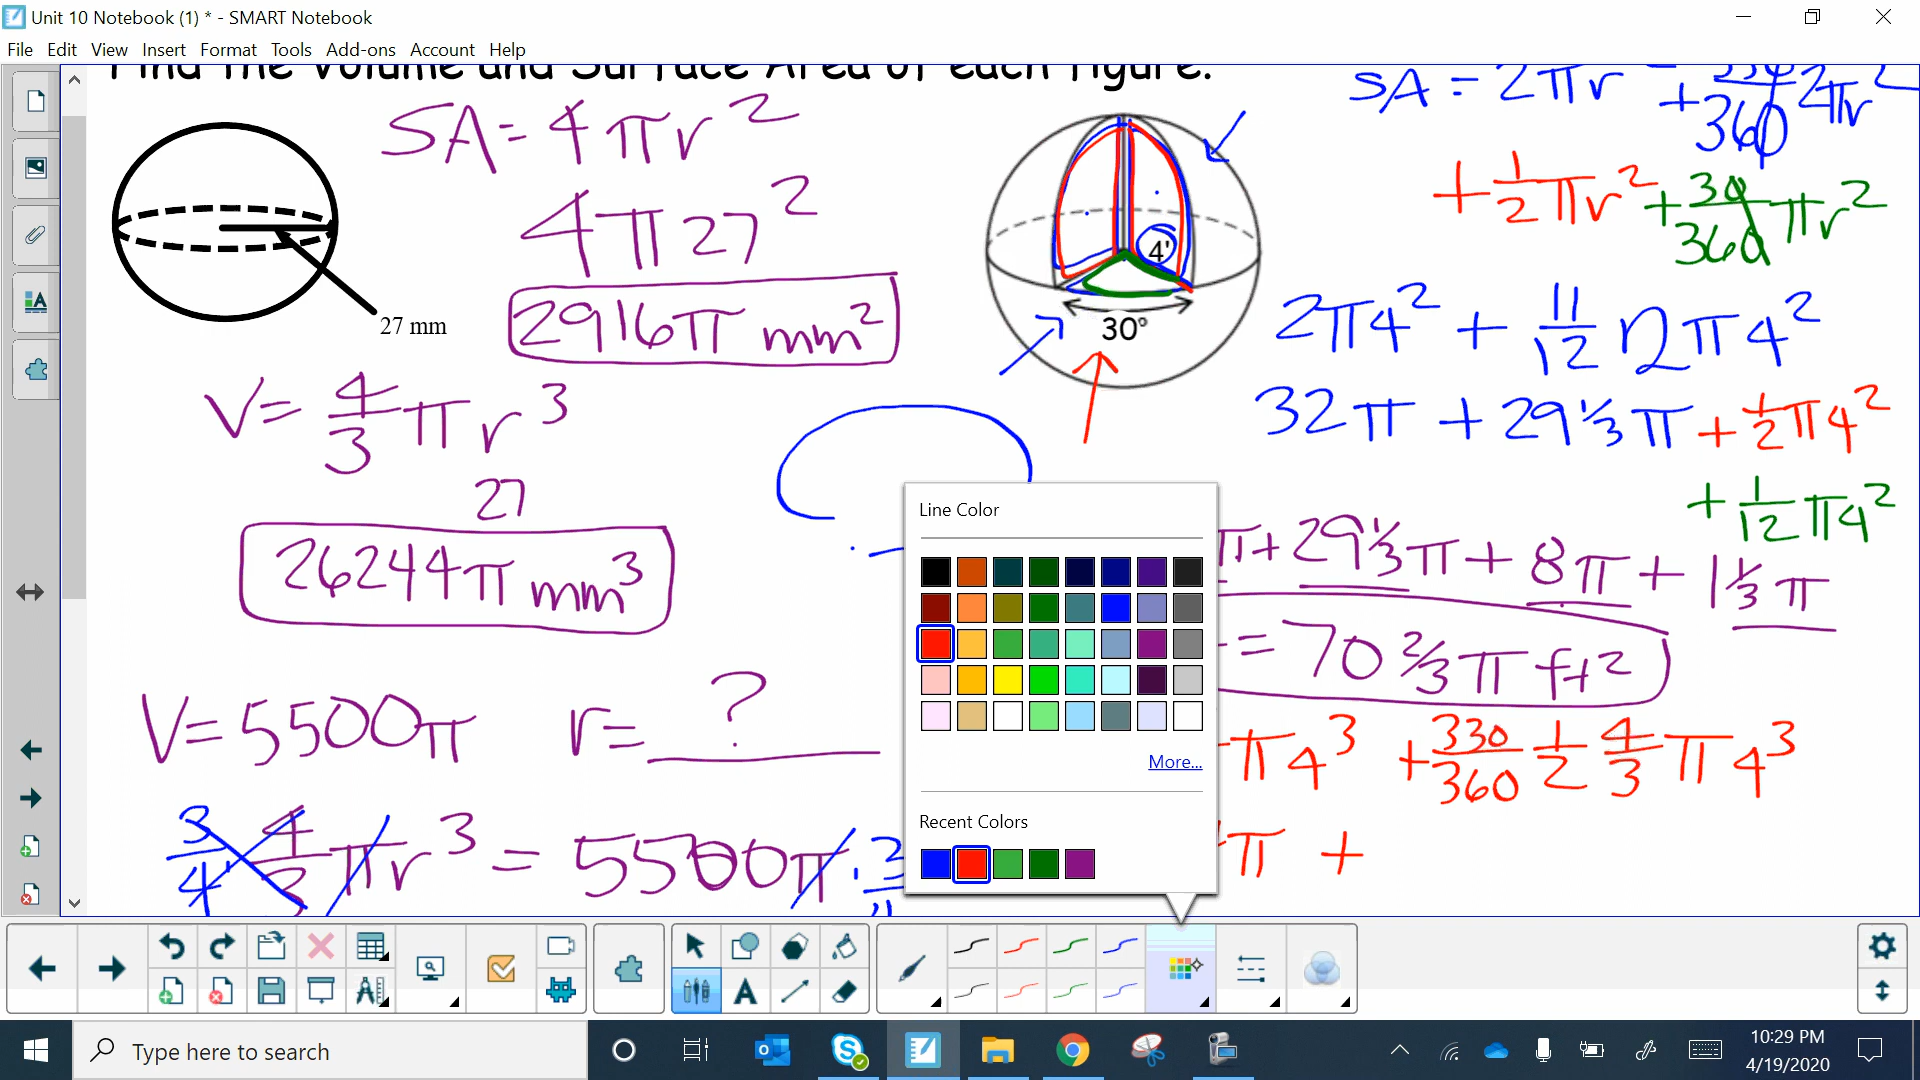 Unit 10 Notebook (1) * - SMART Notebook
File Edit View Insert Format Tools Add-ons Account Help
Find the Volume and Surface Area of each figure.
SA = 4πr²
4π27²
2916π mm²
27 mm
V= 4/3 πr³
27
26244π mm³
V=5500π r= ?
3/4 4/3 πr³ = 5500π ·
4'
30°
SA = 2πr + 330/360 2πr²
+ 1/2 πr² + 30/360 πr²
2π4² + 11/12 2π4²
32π + 29⅓π + 1/2 π4²
+ 1/12 π4²
π+ 29⅓π + 8π + 1⅓π
= 70⅔π ft²
π4³ + 330/360 1/2 4/3 π4³
π +
Line Color
More...
Recent Colors
Type here to search
10:29 PM
4/19/2020